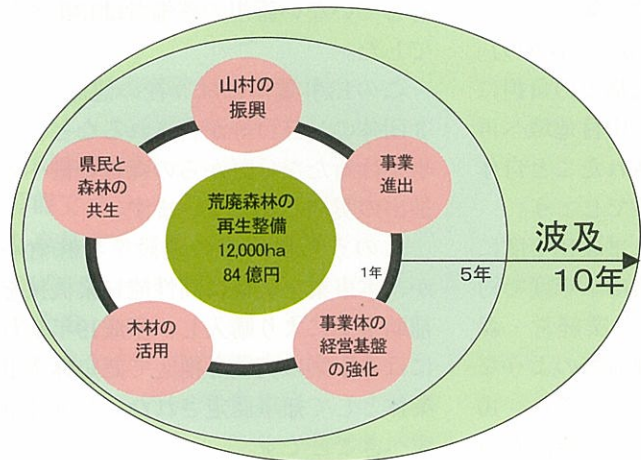 山村の
振興
県民と
森林の
共生
事業
進出
荒廃森林の
再生整備
12,000ha
84億円
1年
5年
波及
10年
木材の
活用
事業体の
経営基盤
の強化